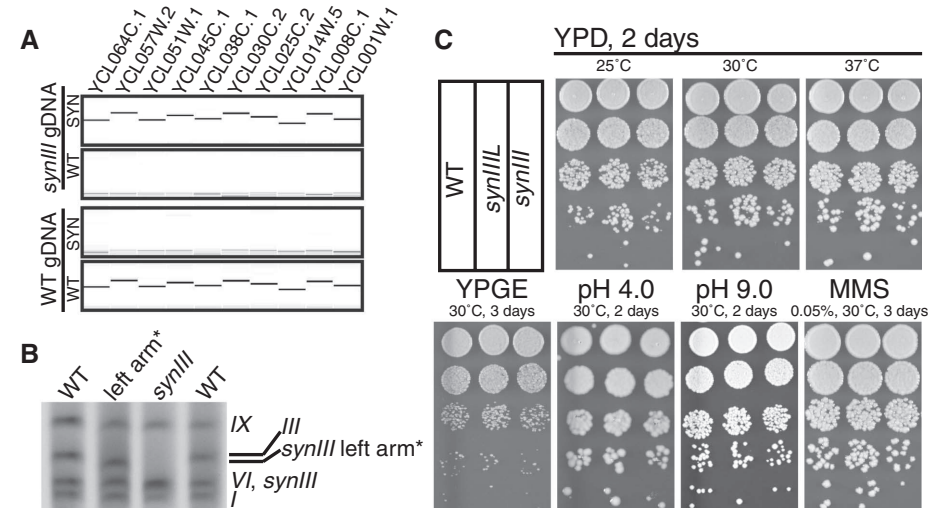 A
YCL064C.1
YCL057W.2
YCL051W.1
YCL045C.1
YCL038C.1
YCL030C.2
YCL025C.2
YCL014W.5
YCL008C.1
YCL001W.1
synIII gDNA
SYN
WT
WT gDNA
SYN
WT
B
WT
left arm*
synIII
WT
IX
III
synIII left arm*
VI, synIII
I
C
YPD, 2 days
25˚C
30˚C
37˚C
WT
synIIIL
synIII
YPGE
30˚C, 3 days
pH 4.0
30˚C, 2 days
pH 9.0
30˚C, 2 days
MMS
0.05%, 30˚C, 3 days